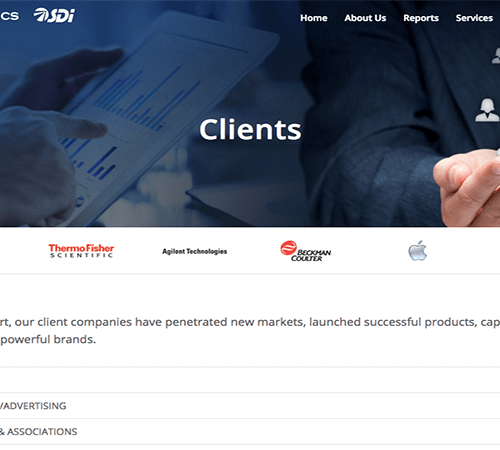 CS SDi Home About Us Reports Services
Clients
ThermoFisher
SCIENTIFIC
Agilent Technologies
BECKMAN
COULTER
rt, our client companies have penetrated new markets, launched successful products, cap
powerful brands.
/ADVERTISING
& ASSOCIATIONS